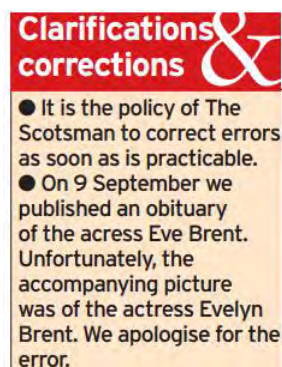 Clarifications &
corrections
● It is the policy of The
Scotsman to correct errors
as soon as is practicable.
● On 9 September we
published an obituary
of the acress Eve Brent.
Unfortunately, the
accompanying picture
was of the actress Evelyn
Brent. We apologise for the
error.